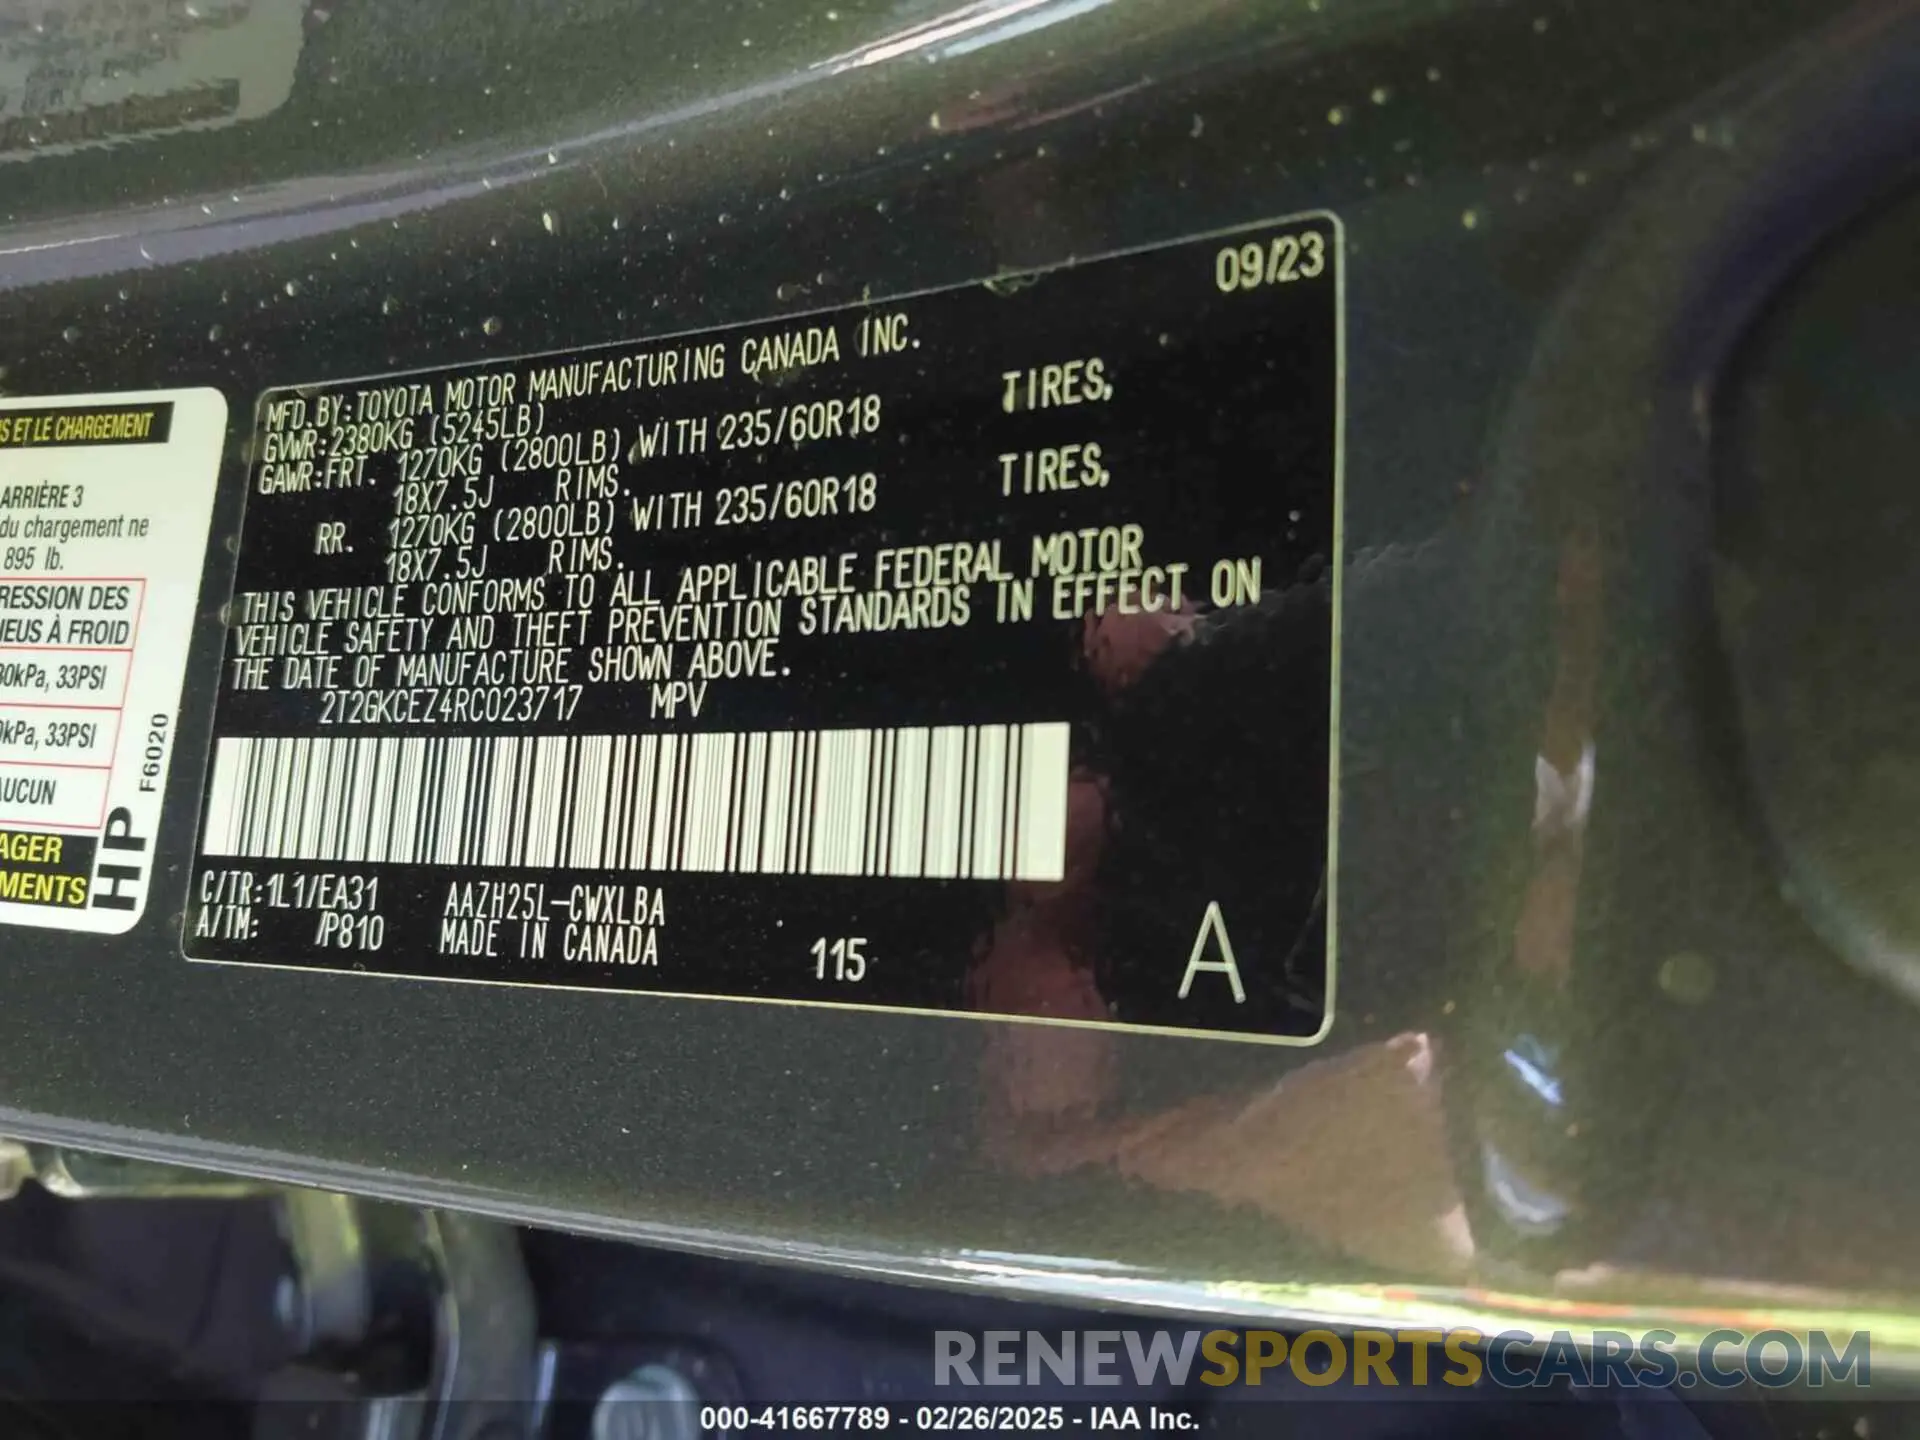 09/23
MFD.BY:TOYOTA MOTOR MANUFACTURING CANADA INC.
GVWR:2380KG (5245LB)
GAWR:FRT. 1270KG (2800LB) WITH 235/60R18 TIRES,
18X7.5J RIMS.
RR. 1270KG (2800LB) WITH 235/60R18 TIRES,
18X7.5J RIMS.
THIS VEHICLE CONFORMS TO ALL APPLICABLE FEDERAL MOTOR
VEHICLE SAFETY AND THEFT PREVENTION STANDARDS IN EFFECT ON
THE DATE OF MANUFACTURE SHOWN ABOVE.
2T2GKCEZ4RC023717 MPV
C/TR:1L1/EA31 AAZH25L-CWXLBA
A/TM: /P810 MADE IN CANADA
115
A
ET LE CHARGEMENT
ARRIÈRE 3
du chargement ne
895 lb.
RESSION DES
IEUS À FROID
0kPa, 33PSI
kPa, 33PSI
AUCUN
AGER
MENTS
F6020
HP
RENEWSPORTSCARS.COM
000-41667789 - 02/26/2025 - IAA Inc.